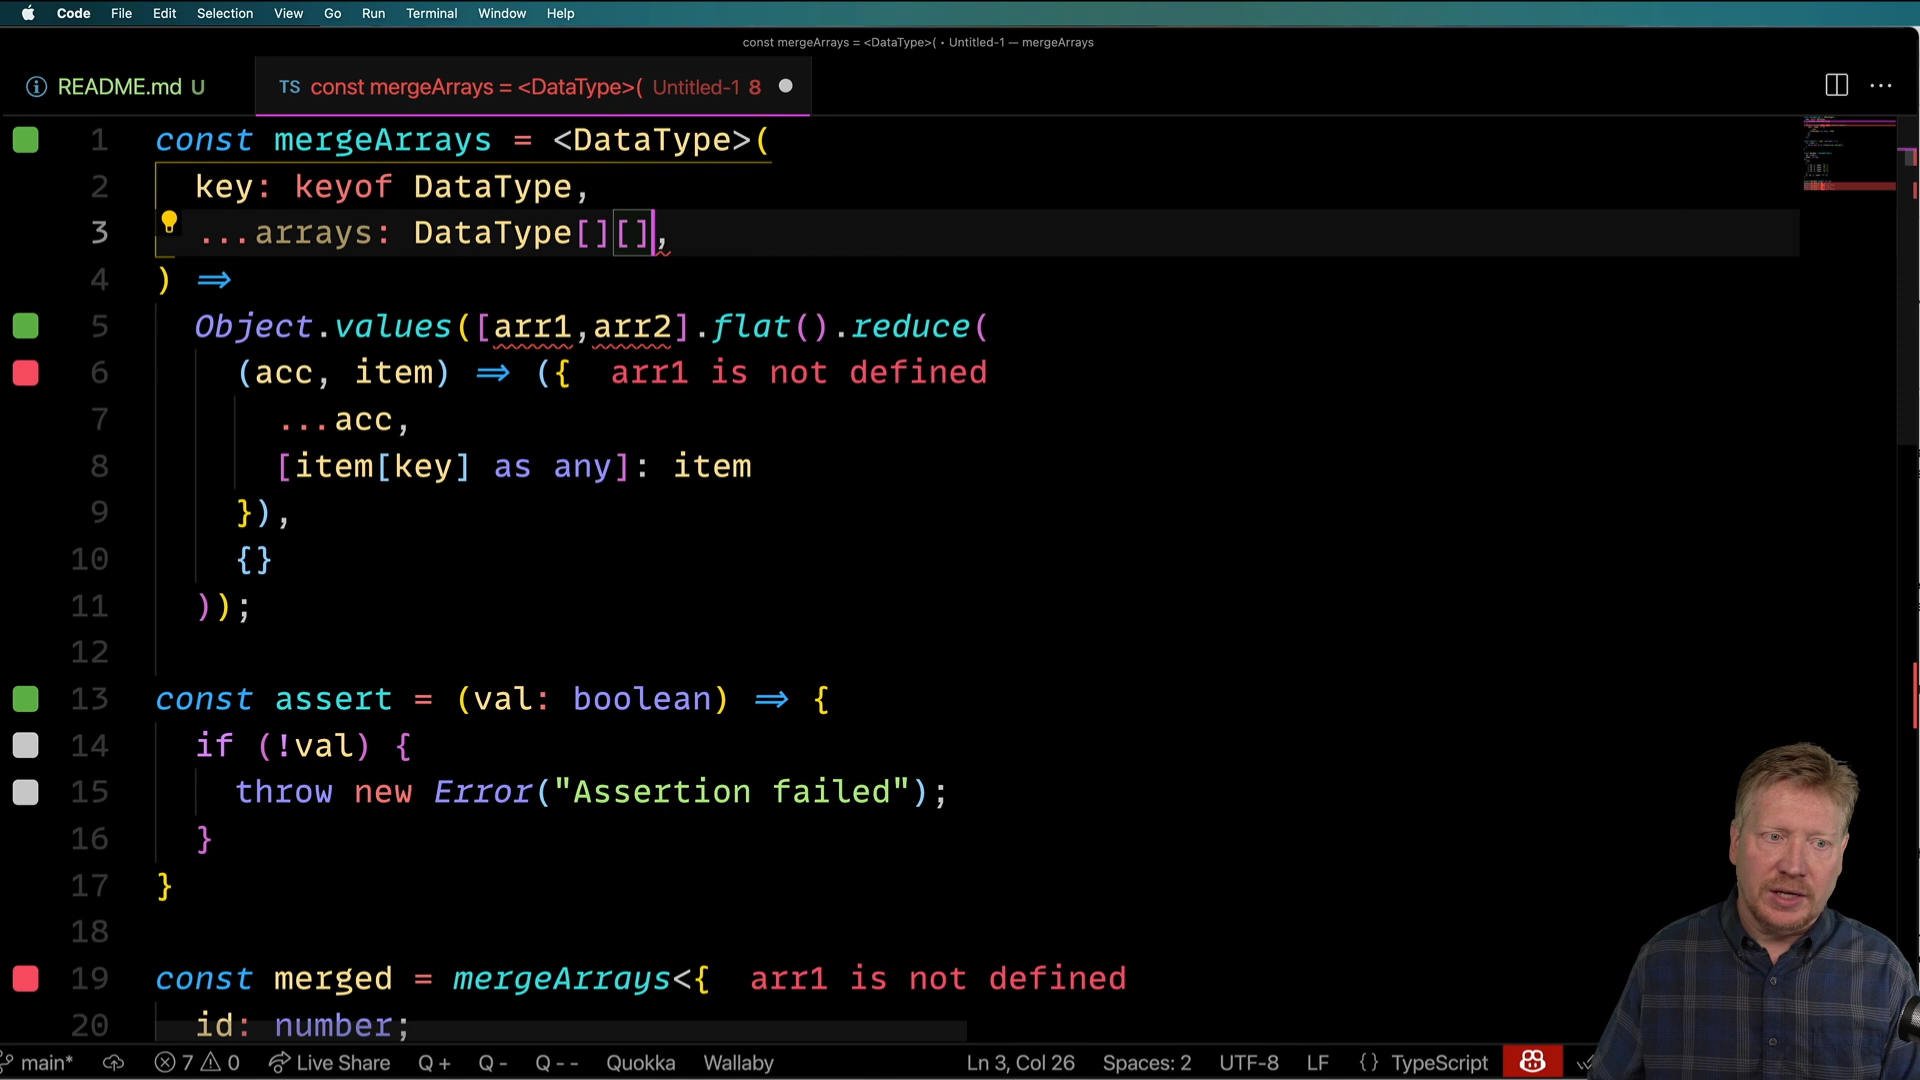 Code File Edit Selection View Go Run Terminal Window Help
const mergeArrays = <DataType>( • Untitled-1 — mergeArrays
README.md U
TS const mergeArrays = <DataType>( Untitled-1 8
1 const mergeArrays = <DataType>(
2 key: keyof DataType,
3 ...arrays: DataType[][],
4 ) =>
5 Object.values([arr1,arr2].flat().reduce(
6 (acc, item) => ({ arr1 is not defined
7 ...acc,
8 [item[key] as any]: item
9 }),
10 {}
11 ));
12
13 const assert = (val: boolean) => {
14 if (!val) {
15 throw new Error("Assertion failed");
16 }
17 }
18
19 const merged = mergeArrays<{ arr1 is not defined
20 id: number;
main* 7 0 Live Share Q + Q - Q -- Quokka Wallaby Ln 3, Col 26 Spaces: 2 UTF-8 LF {} TypeScript